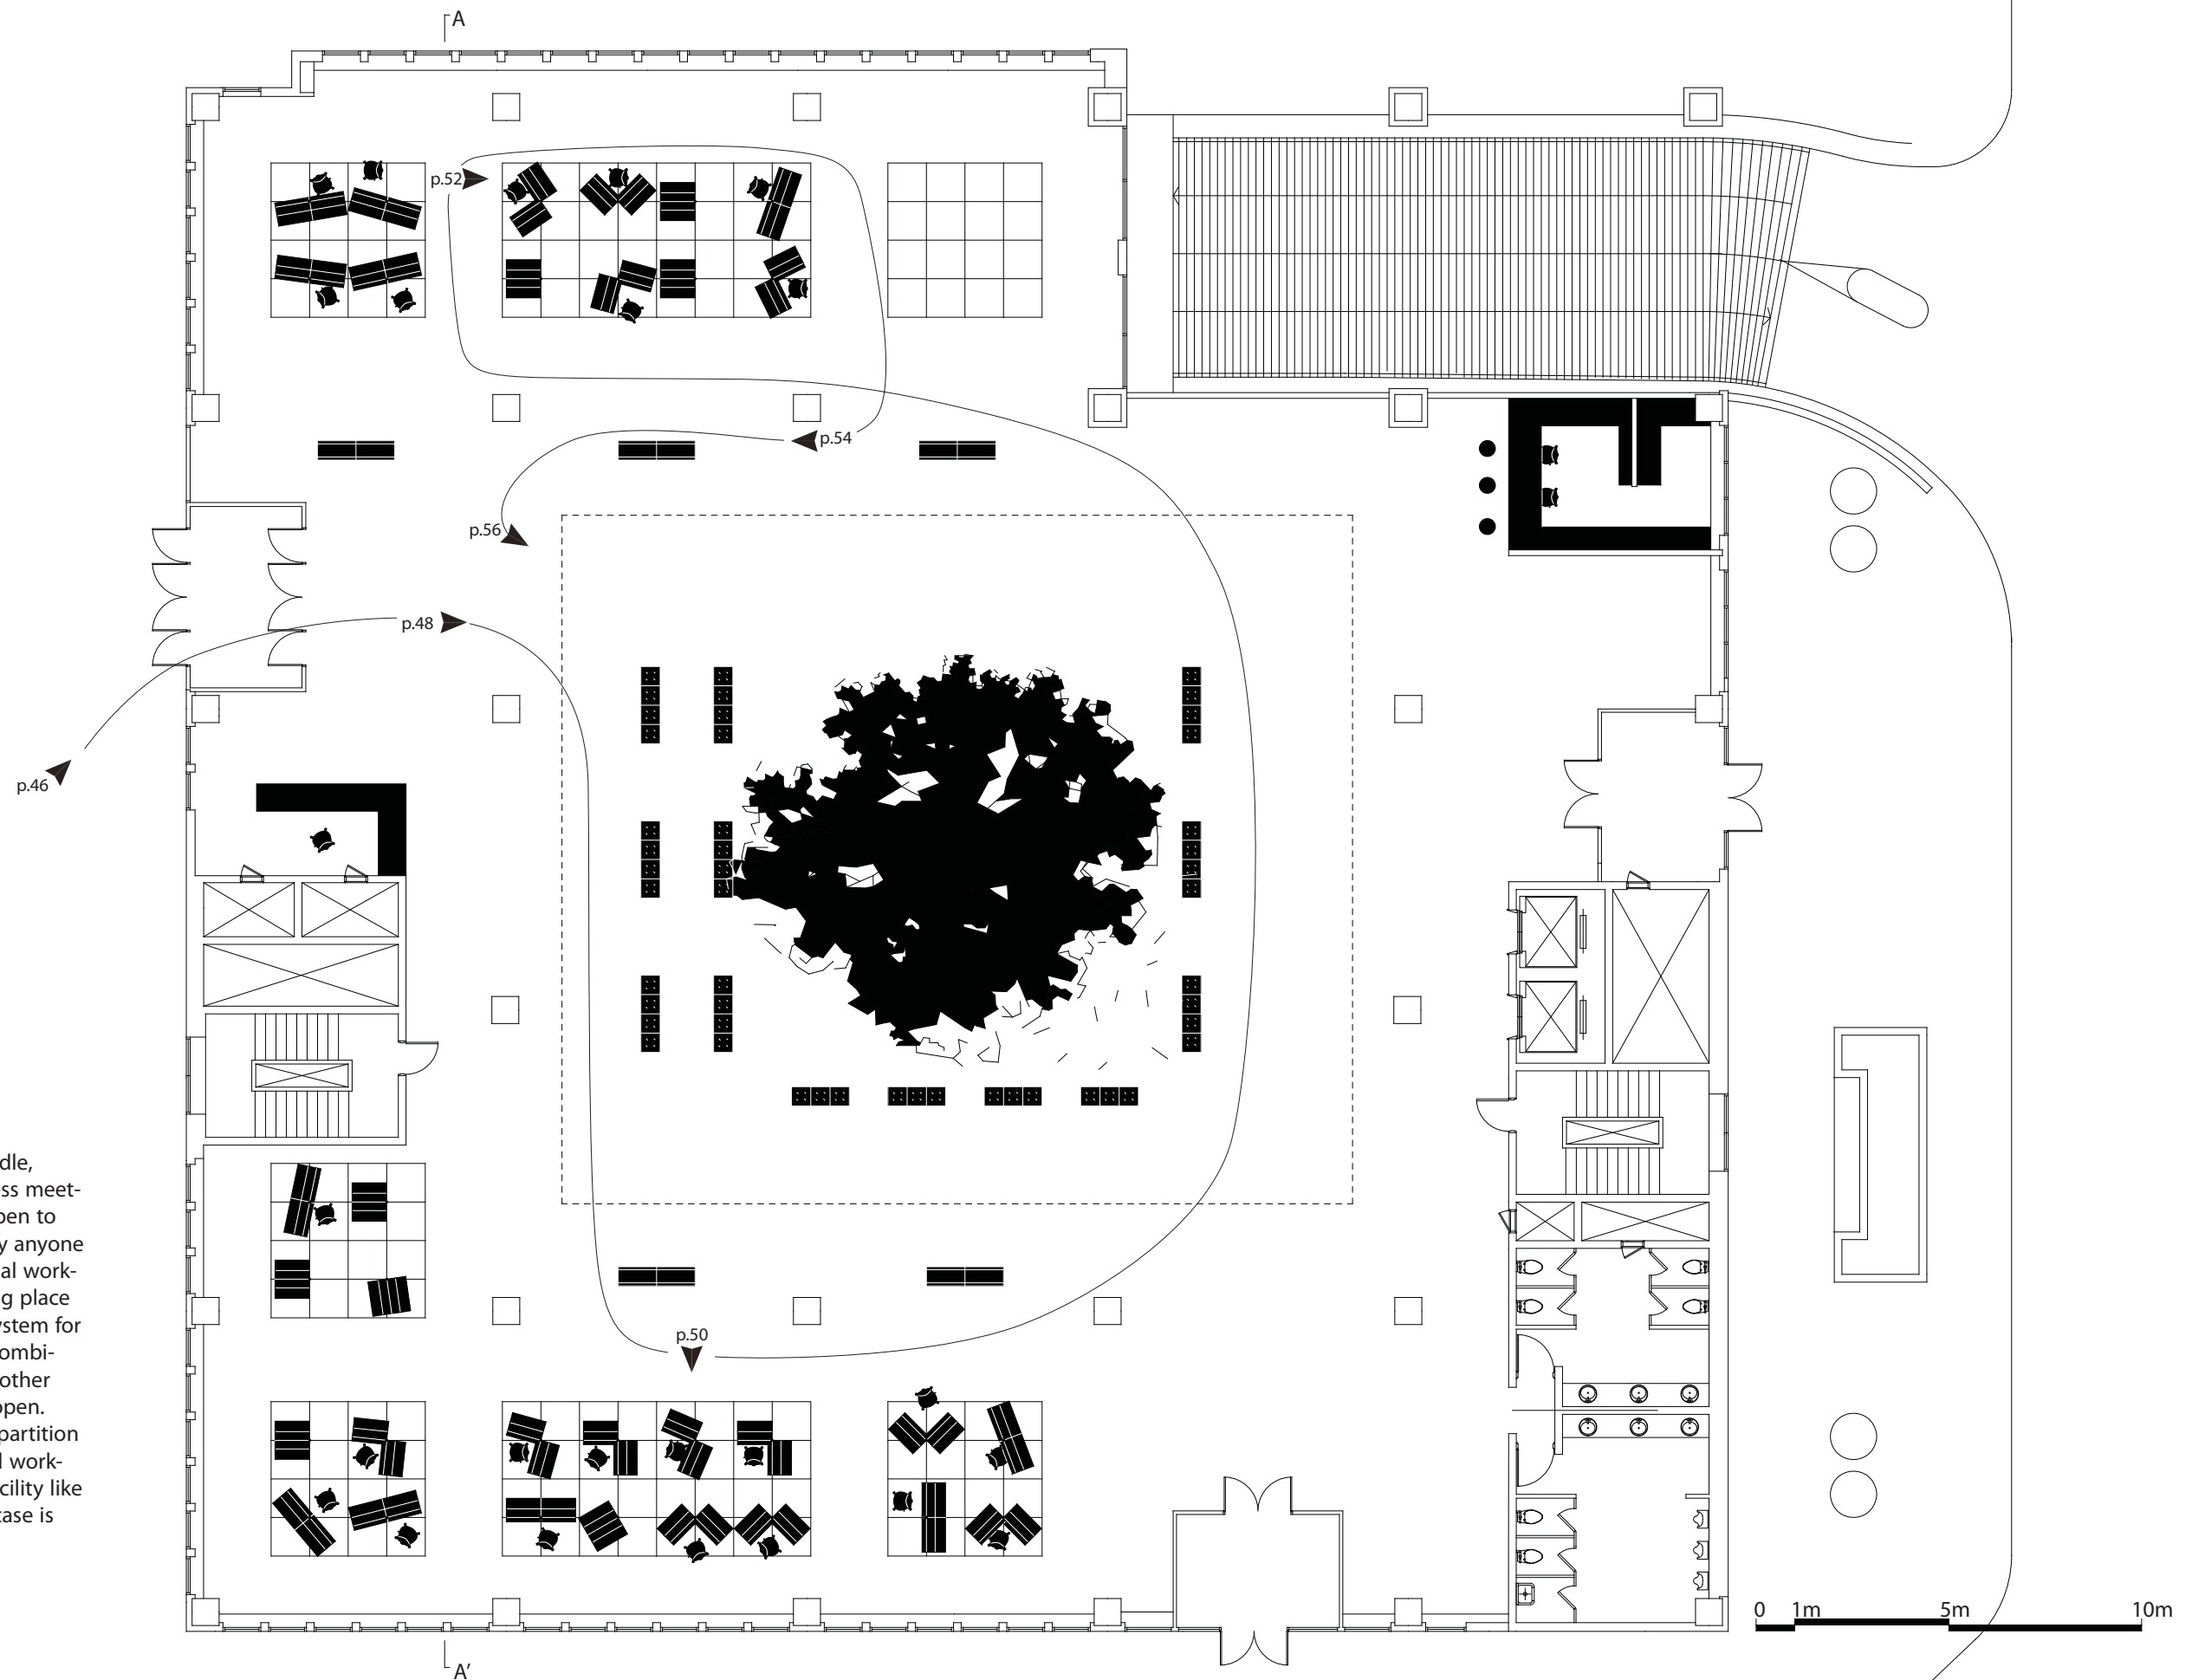 A
p.52
p.54
p.56
p.48
p.46
dle,
ess meet-
pen to
y anyone
al work-
g place
ystem for
ombi-
other
open.
partition
l work-
cility like
case is
p.50
0 1m 5m 10m
A'